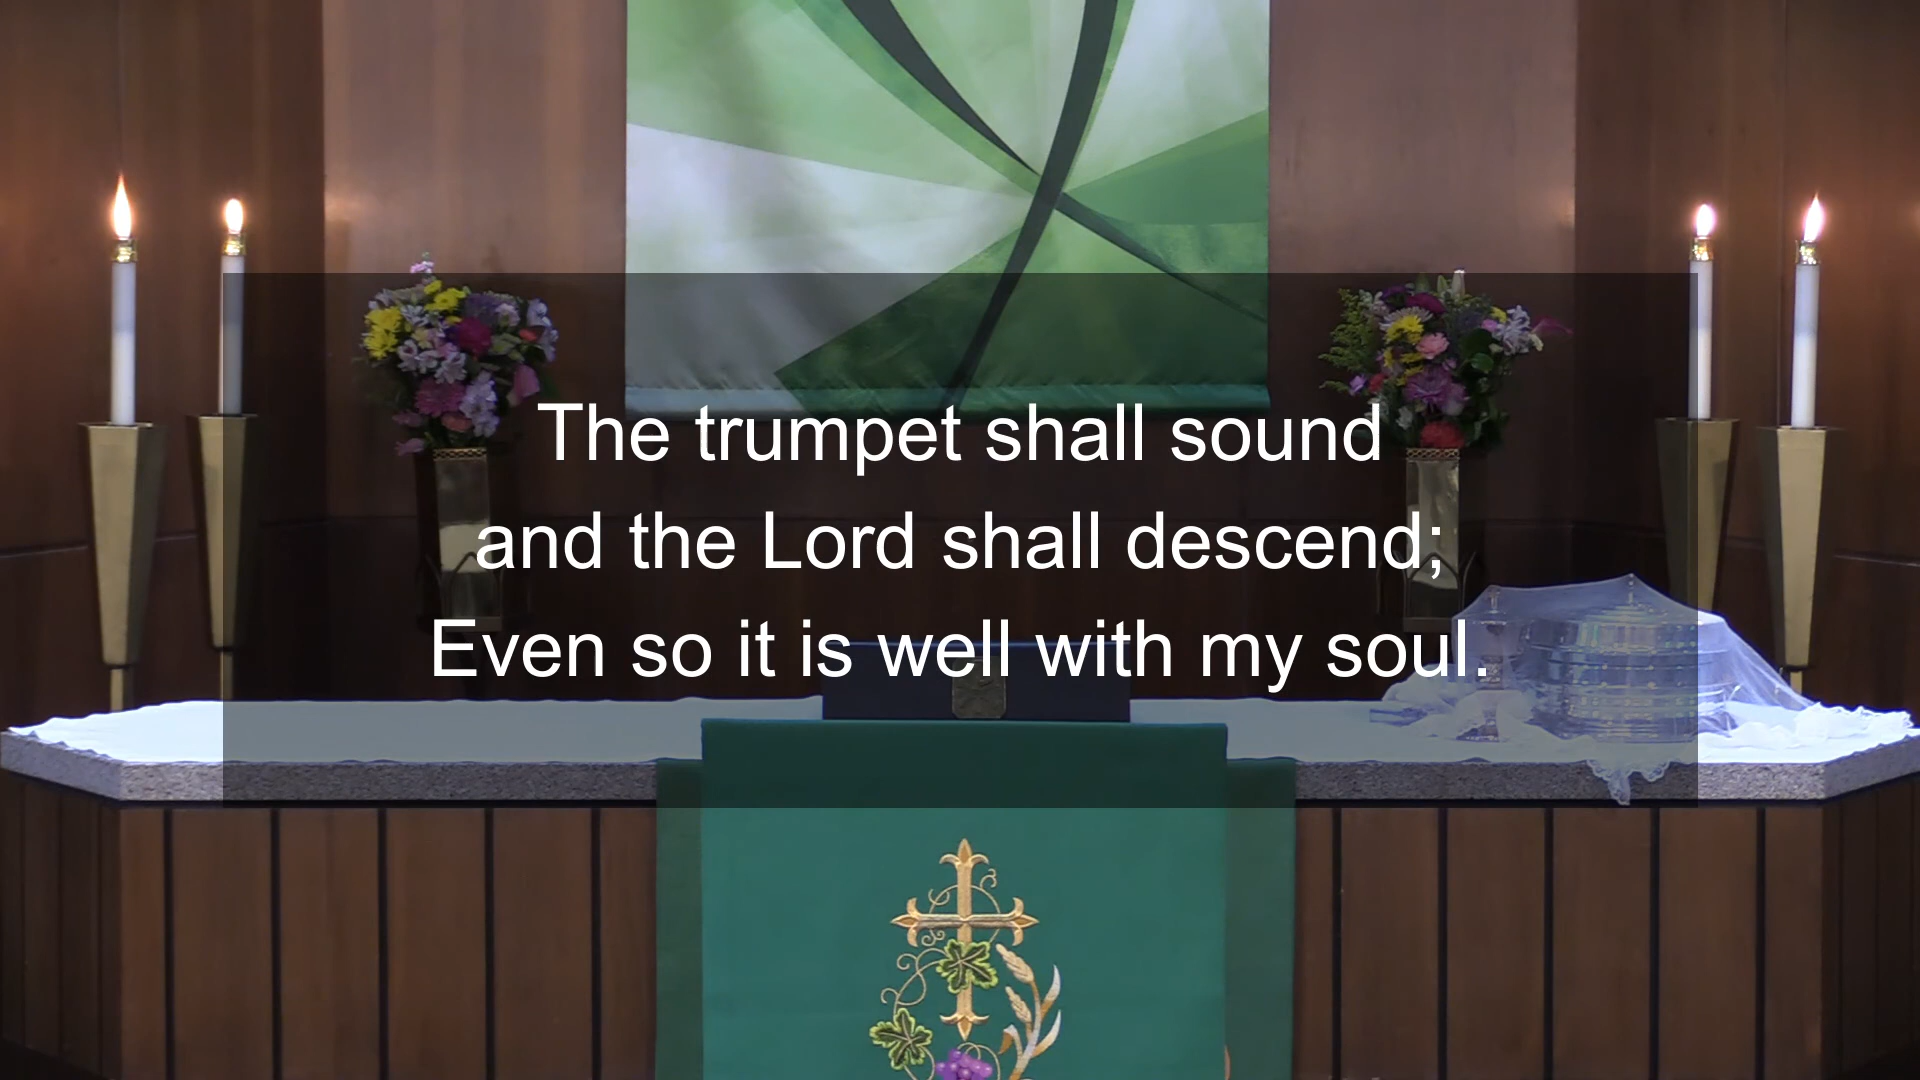 The trumpet shall sound
and the Lord shall descend;
Even so it is well with my soul.